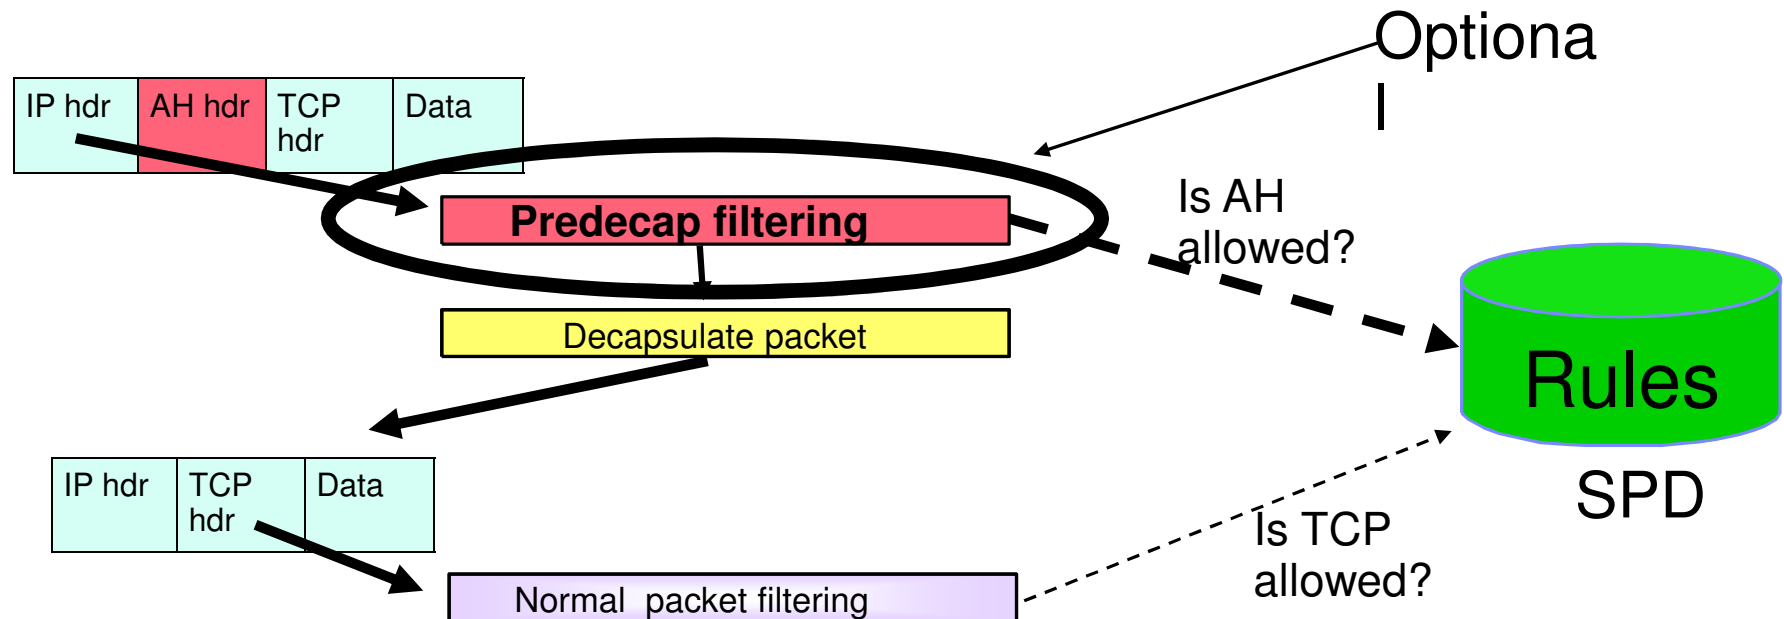 Optiona
l
IP hdr
AH hdr
TCP
hdr
Data
Predecap filtering
Is AH
allowed?
Decapsulate packet
Rules
SPD
IP hdr
TCP
hdr
Data
Is TCP
allowed?
Normal packet filtering